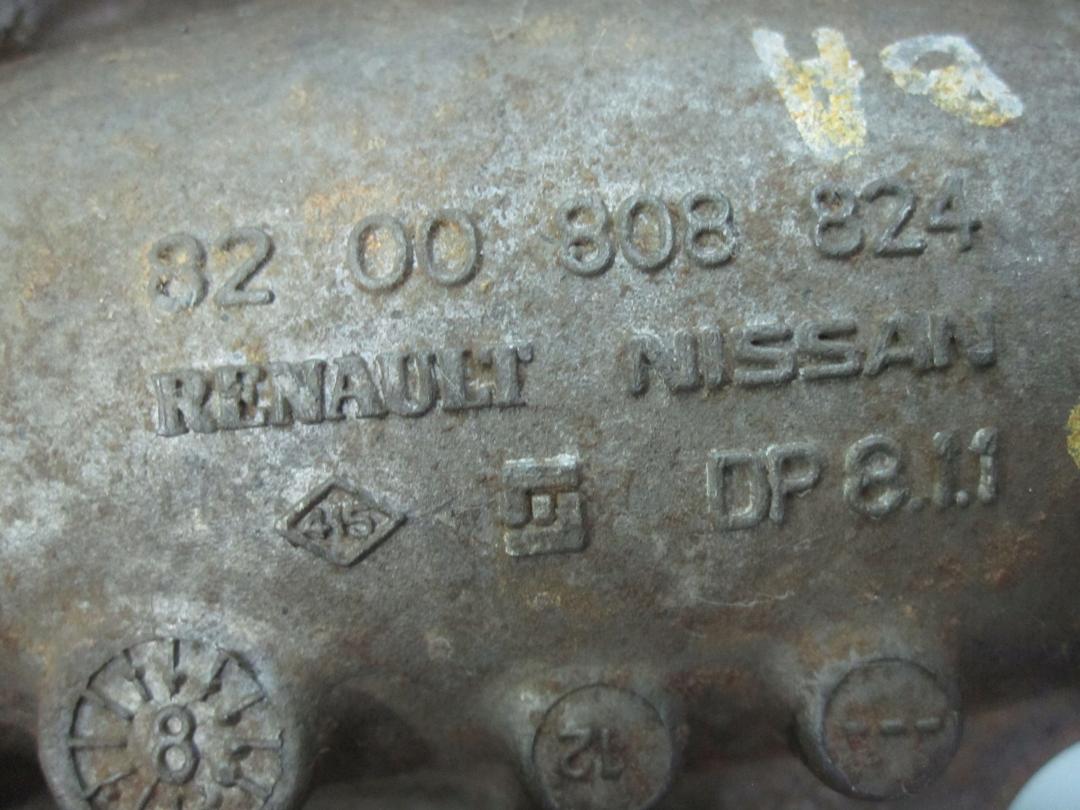 82 00 808 824
RENAULT NISSAN
415 DP 8.1.1
8 12 ---